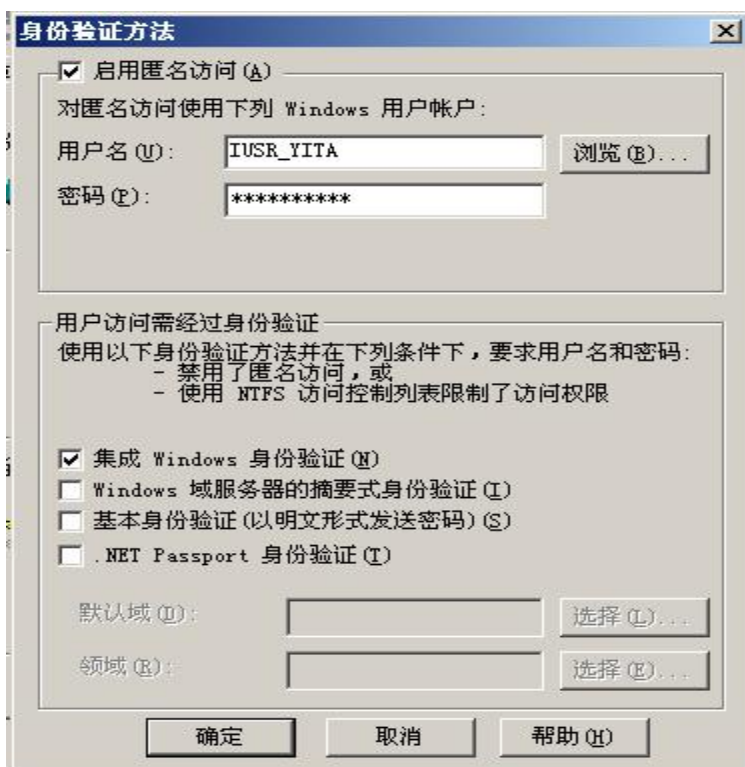 身份验证方法
启用匿名访问(A)
对匿名访问使用下列 Windows 用户帐户:
用户名(U): IUSR_YITA 浏览(B)...
密码(P): **********
用户访问需经过身份验证
使用以下身份验证方法并在下列条件下，要求用户名和密码:
- 禁用了匿名访问，或
- 使用 NTFS 访问控制列表限制了访问权限
集成 Windows 身份验证(N)
Windows 域服务器的摘要式身份验证(I)
基本身份验证(以明文形式发送密码)(S)
.NET Passport 身份验证(T)
默认域(D): 选择(L)...
领域(R): 选择(E)...
确定 取消 帮助(H)